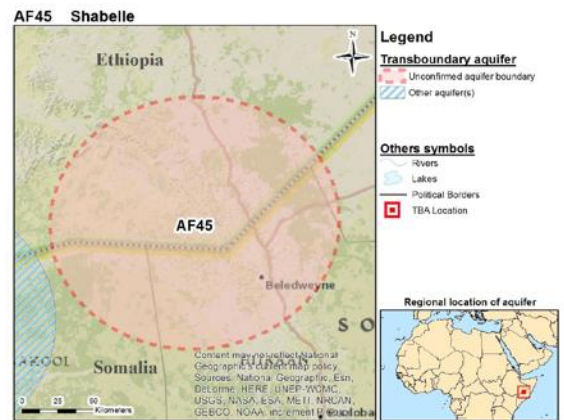 AF45 Shabelle
Ethiopia
N
AF45
Beledweyne
Somalia
Content may not reflect National
Geographic's current map policy.
Sources: National Geographic, Esri,
DeLorme, HERE, UNEP-WCMC,
USGS, NASA, ESA, METI, NRCAN,
GEBCO, NOAA, increment P
0 25 50
Kilometers
Legend
Transboundary aquifer
Unconfirmed aquifer boundary
Other aquifer(s)
Others symbols
Rivers
Lakes
Political Borders
TBA Location
Regional location of aquifer